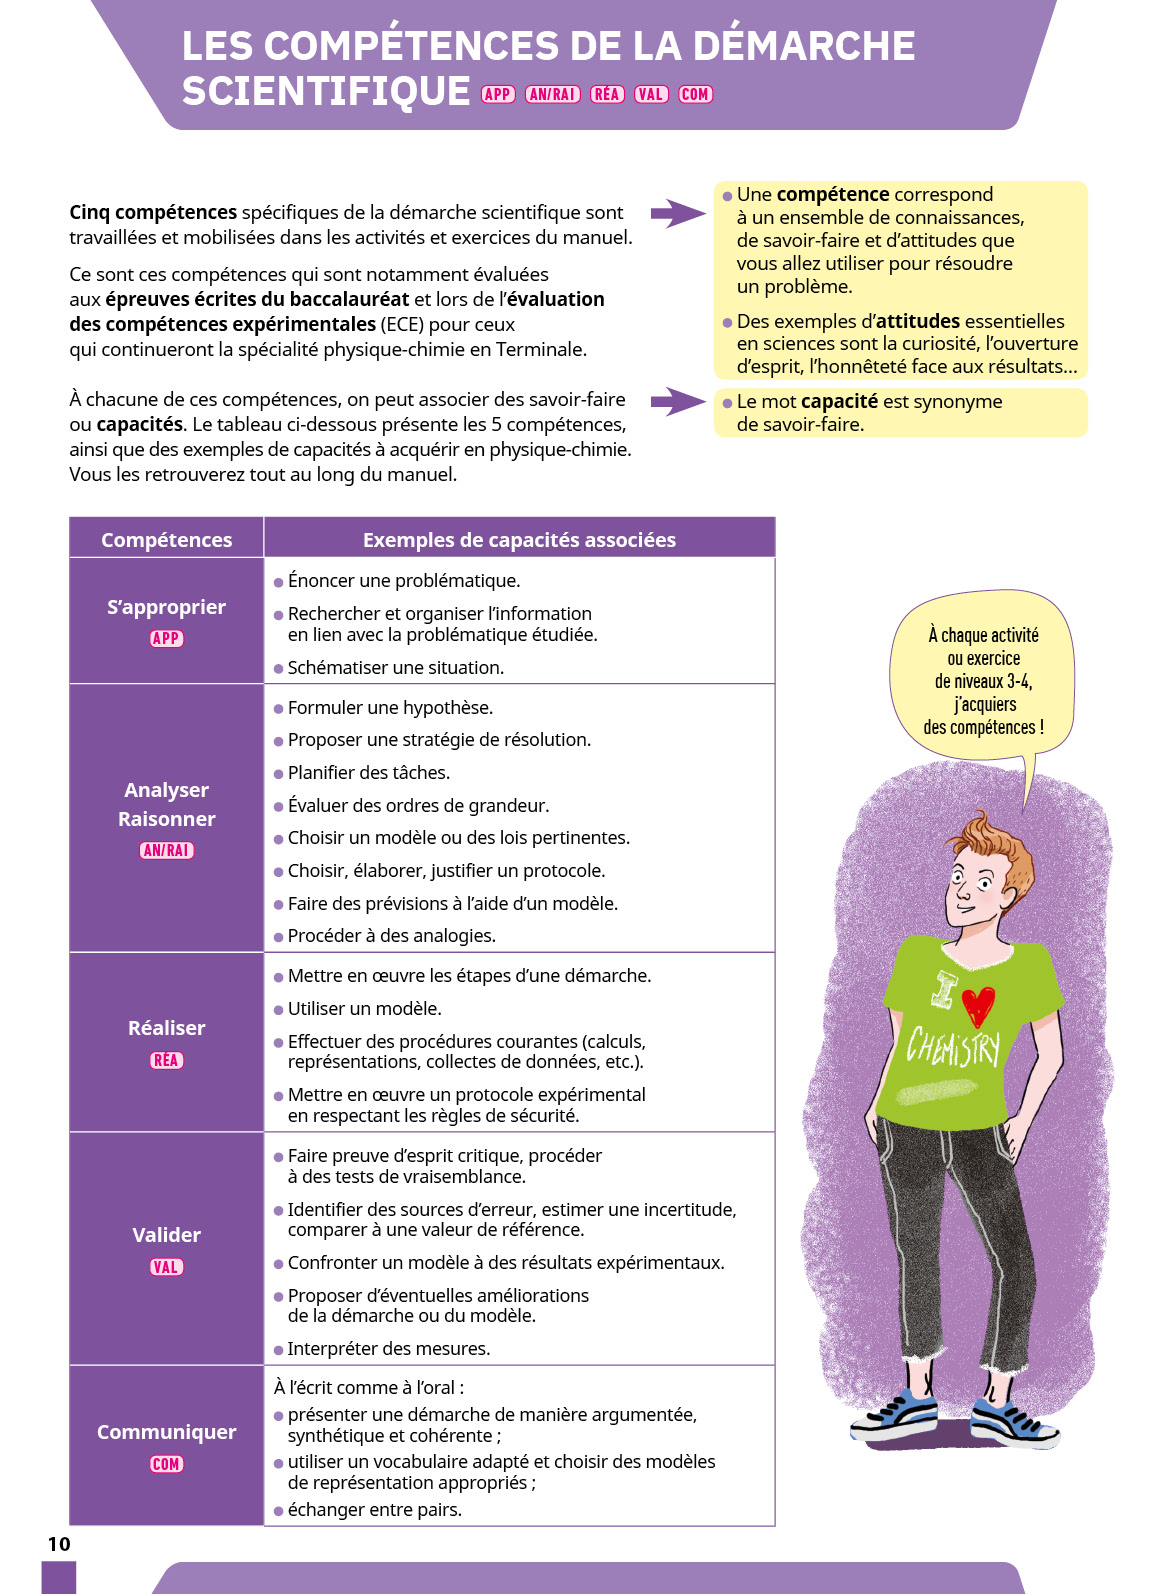 LES COMPÉTENCES DE LA DÉMARCHE
SCIENTIFIQUE APP AN/RAI RÉA VAL COM
Cinq compétences spécifiques de la démarche scientifique sont
travaillées et mobilisées dans les activités et exercices du manuel.
Ce sont ces compétences qui sont notamment évaluées
aux épreuves écrites du baccalauréat et lors de l'évaluation
des compétences expérimentales (ECE) pour ceux
qui continueront la spécialité physique-chimie en Terminale.
À chacune de ces compétences, on peut associer des savoir-faire
ou capacités. Le tableau ci-dessous présente les 5 compétences,
ainsi que des exemples de capacités à acquérir en physique-chimie.
Vous les retrouverez tout au long du manuel.
• Une compétence correspond
à un ensemble de connaissances,
de savoir-faire et d'attitudes que
vous allez utiliser pour résoudre
un problème.
• Des exemples d'attitudes essentielles
en sciences sont la curiosité, l'ouverture
d'esprit, l'honnêteté face aux résultats...
• Le mot capacité est synonyme
de savoir-faire.
Compétences
Exemples de capacités associées
S'approprier
APP
• Énoncer une problématique.
• Rechercher et organiser l'information
en lien avec la problématique étudiée.
• Schématiser une situation.
Analyser
Raisonner
AN/RAI
• Formuler une hypothèse.
• Proposer une stratégie de résolution.
• Planifier des tâches.
• Évaluer des ordres de grandeur.
• Choisir un modèle ou des lois pertinentes.
• Choisir, élaborer, justifier un protocole.
• Faire des prévisions à l'aide d'un modèle.
• Procéder à des analogies.
Réaliser
RÉA
• Mettre en œuvre les étapes d'une démarche.
• Utiliser un modèle.
• Effectuer des procédures courantes (calculs,
représentations, collectes de données, etc.).
• Mettre en œuvre un protocole expérimental
en respectant les règles de sécurité.
Valider
VAL
• Faire preuve d'esprit critique, procéder
à des tests de vraisemblance.
• Identifier des sources d'erreur, estimer une incertitude,
comparer à une valeur de référence.
• Confronter un modèle à des résultats expérimentaux.
• Proposer d'éventuelles améliorations
de la démarche ou du modèle.
• Interpréter des mesures.
Communiquer
COM
À l'écrit comme à l'oral :
• présenter une démarche de manière argumentée,
synthétique et cohérente ;
• utiliser un vocabulaire adapté et choisir des modèles
de représentation appropriés ;
• échanger entre pairs.
À chaque activité
ou exercice
de niveaux 3-4,
j'acquiers
des compétences !
I ♥
CHEMISTRY
10